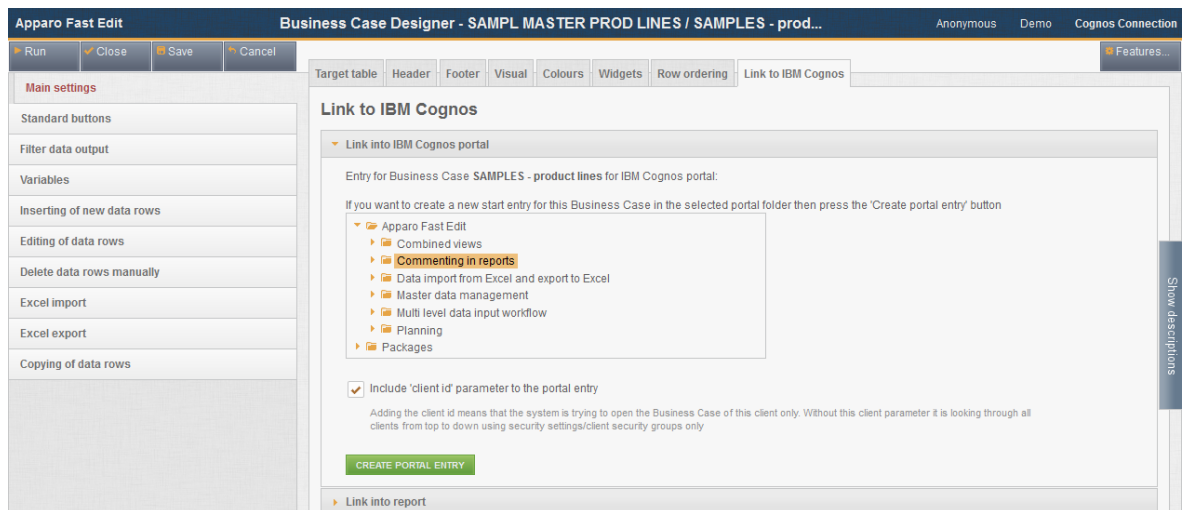 Apparo Fast Edit
Business Case Designer - SAMPL MASTER PROD LINES / SAMPLES - prod...
Anonymous Demo Cognos Connection
Run Close Save Cancel
Features...
Main settings
Standard buttons
Filter data output
Variables
Inserting of new data rows
Editing of data rows
Delete data rows manually
Excel import
Excel export
Copying of data rows
Target table Header Footer Visual Colours Widgets Row ordering Link to IBM Cognos
Link to IBM Cognos
Link into IBM Cognos portal
Entry for Business Case SAMPLES - product lines for IBM Cognos portal:
If you want to create a new start entry for this Business Case in the selected portal folder then press the 'Create portal entry' button
Apparo Fast Edit
Combined views
Commenting in reports
Data import from Excel and export to Excel
Master data management
Multi level data input workflow
Planning
Packages
Include 'client id' parameter to the portal entry
Adding the client id means that the system is trying to open the Business Case of this client only. Without this client parameter it is looking through all
clients from top to down using security settings/client security groups only
CREATE PORTAL ENTRY
Link into report
Show descriptions